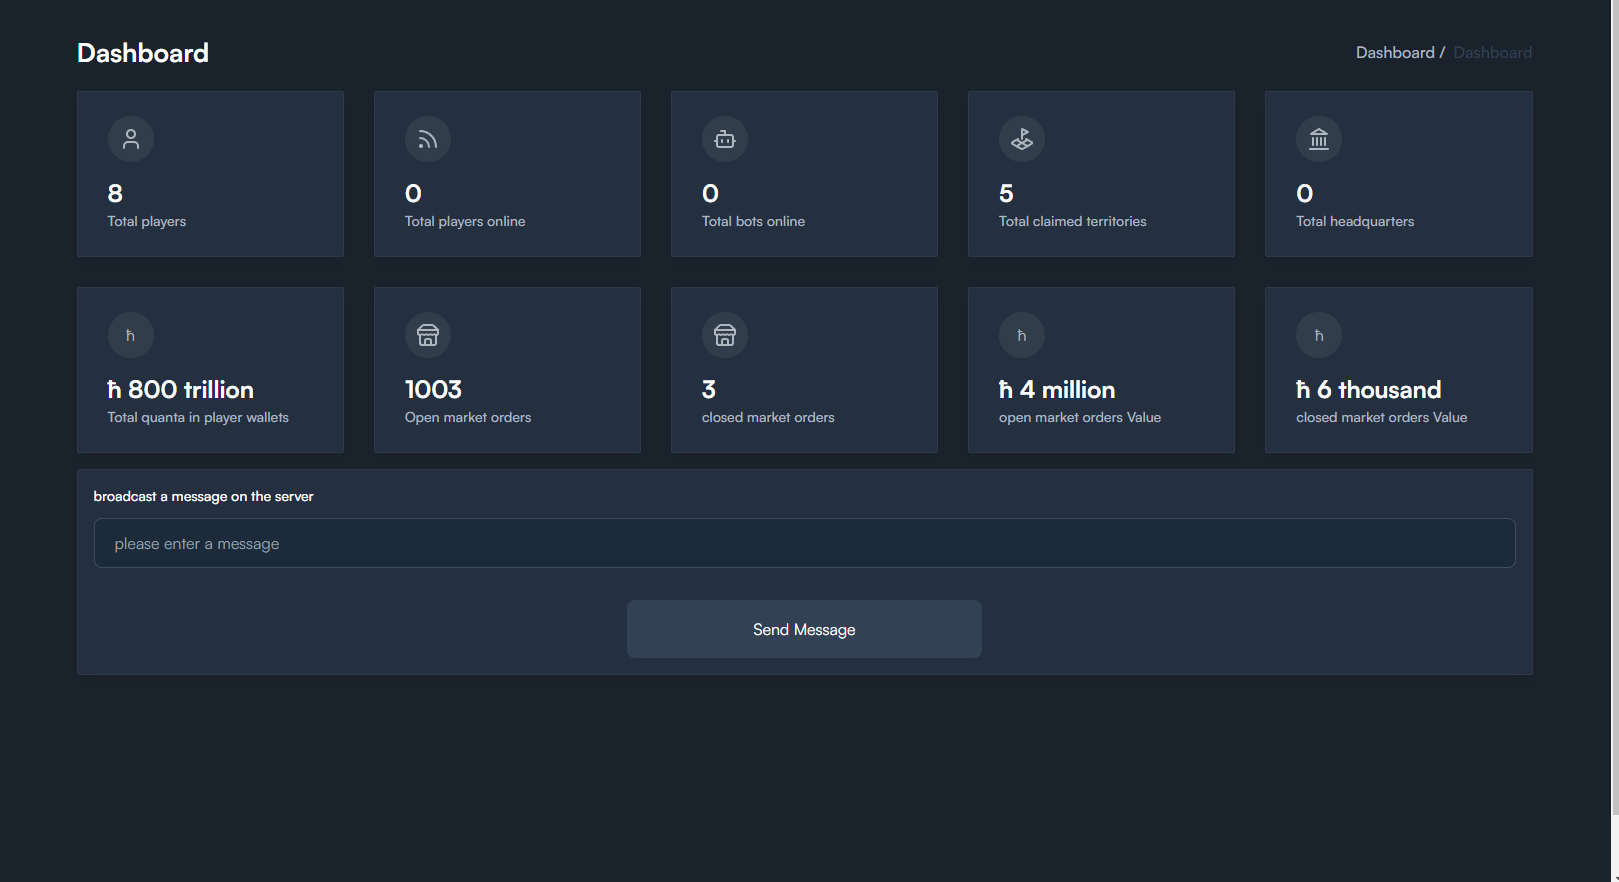 Dashboard
Dashboard / Dashboard
8
Total players
0
Total players online
0
Total bots online
5
Total claimed territories
0
Total headquarters
ħ
ħ 800 trillion
Total quanta in player wallets
1003
Open market orders
3
closed market orders
ħ
ħ 4 million
open market orders Value
ħ
ħ 6 thousand
closed market orders Value
broadcast a message on the server
please enter a message
Send Message